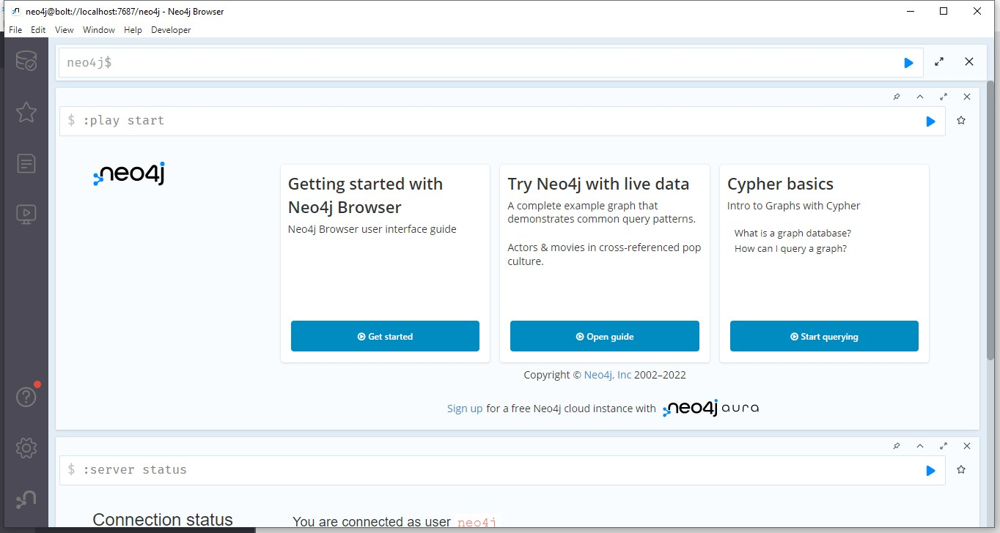 neo4j@bolt://localhost:7687/neo4j - Neo4j Browser
File Edit View Window Help Developer
neo4j$
$ :play start
neo4j
Getting started with
Neo4j Browser
Neo4j Browser user interface guide
Get started
Try Neo4j with live data
A complete example graph that
demonstrates common query patterns.
Actors & movies in cross-referenced pop
culture.
Open guide
Cypher basics
Intro to Graphs with Cypher
What is a graph database?
How can I query a graph?
Start querying
Copyright © Neo4j, Inc 2002–2022
Sign up for a free Neo4j cloud instance with neo4j aura
$ :server status
Connection status
You are connected as user neo4j